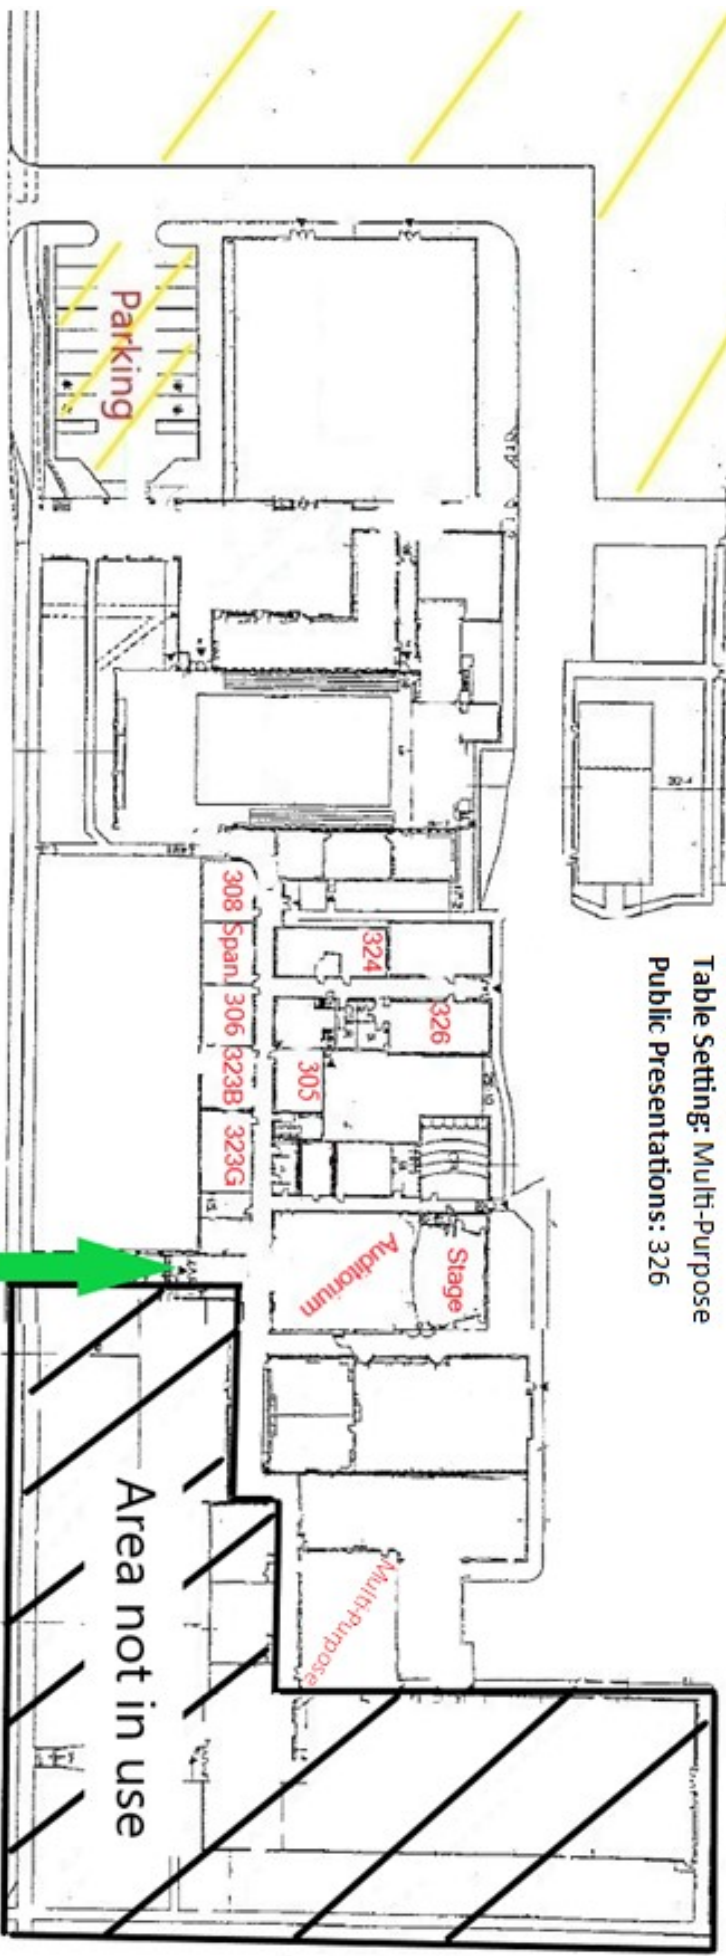 Table Setting: Multi-Purpose
Public Presentations: 326
Parking
324
326
308
Span.
306
323B
323G
305
Stage
Auditorium
Multi-Purpose
Area not in use